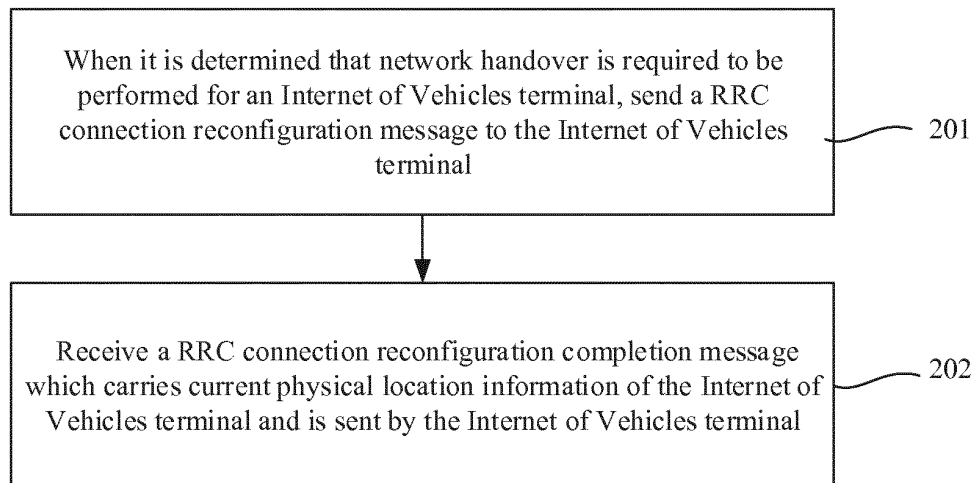 When it is determined that network handover is required to be
performed for an Internet of Vehicles terminal, send a RRC
connection reconfiguration message to the Internet of Vehicles
terminal
201
Receive a RRC connection reconfiguration completion message
which carries current physical location information of the Internet of
Vehicles terminal and is sent by the Internet of Vehicles terminal
202